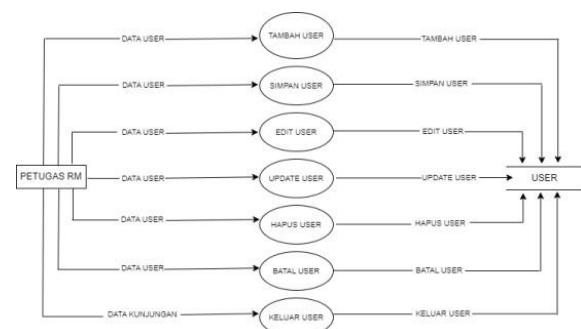 DATA USER TAMBAH USER TAMBAH USER
DATA USER SIMPAN USER SIMPAN USER
DATA USER EDIT USER EDIT USER
PETUGAS RM DATA USER UPDATE USER UPDATE USER USER
DATA USER HAPUS USER HAPUS USER
DATA USER BATAL USER BATAL USER
DATA KUNJUNGAN KELUAR USER KELUAR USER